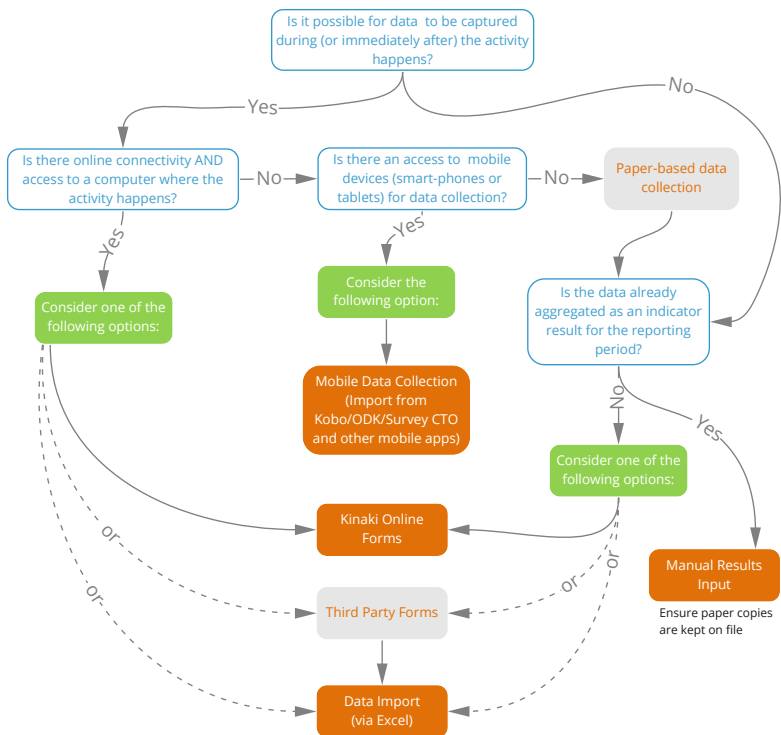 Is it possible for data to be captured
during (or immediately after) the activity
happens?
Yes
No
Is there online connectivity AND
access to a computer where the
activity happens?
No
Is there an access to mobile
devices (smart-phones or
tablets) for data collection?
No
Paper-based data
collection
Yes
Yes
Consider one of the
following options:
Consider the
following option:
Is the data already
aggregated as an indicator
result for the reporting
period?
Mobile Data Collection
(Import from
Kobo/ODK/Survey CTO
and other mobile apps)
No
Yes
Consider one of the
following options:
Kinaki Online
Forms
or
or
or
or
Manual Results
Input
Ensure paper copies
are kept on file
Third Party Forms
Data Import
(via Excel)